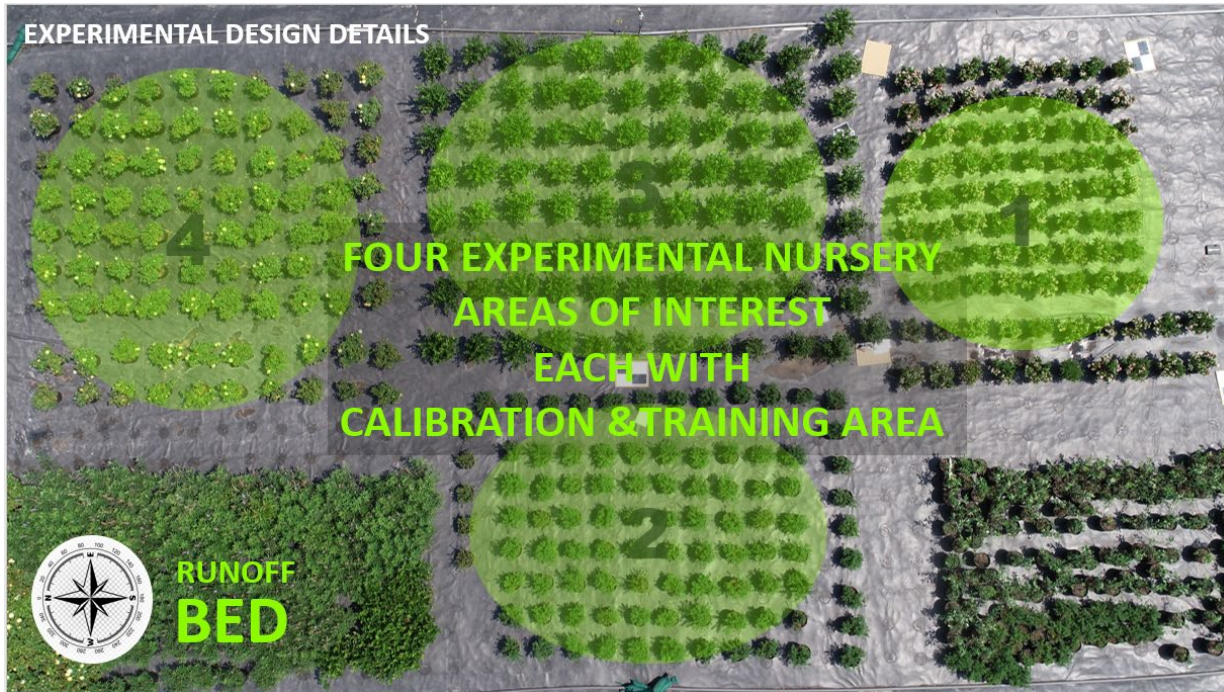 EXPERIMENTAL DESIGN DETAILS
3
1
4
FOUR EXPERIMENTAL NURSERY
AREAS OF INTEREST
EACH WITH
CALIBRATION &TRAINING AREA
2
RUNOFF
BED
N
E
S
W